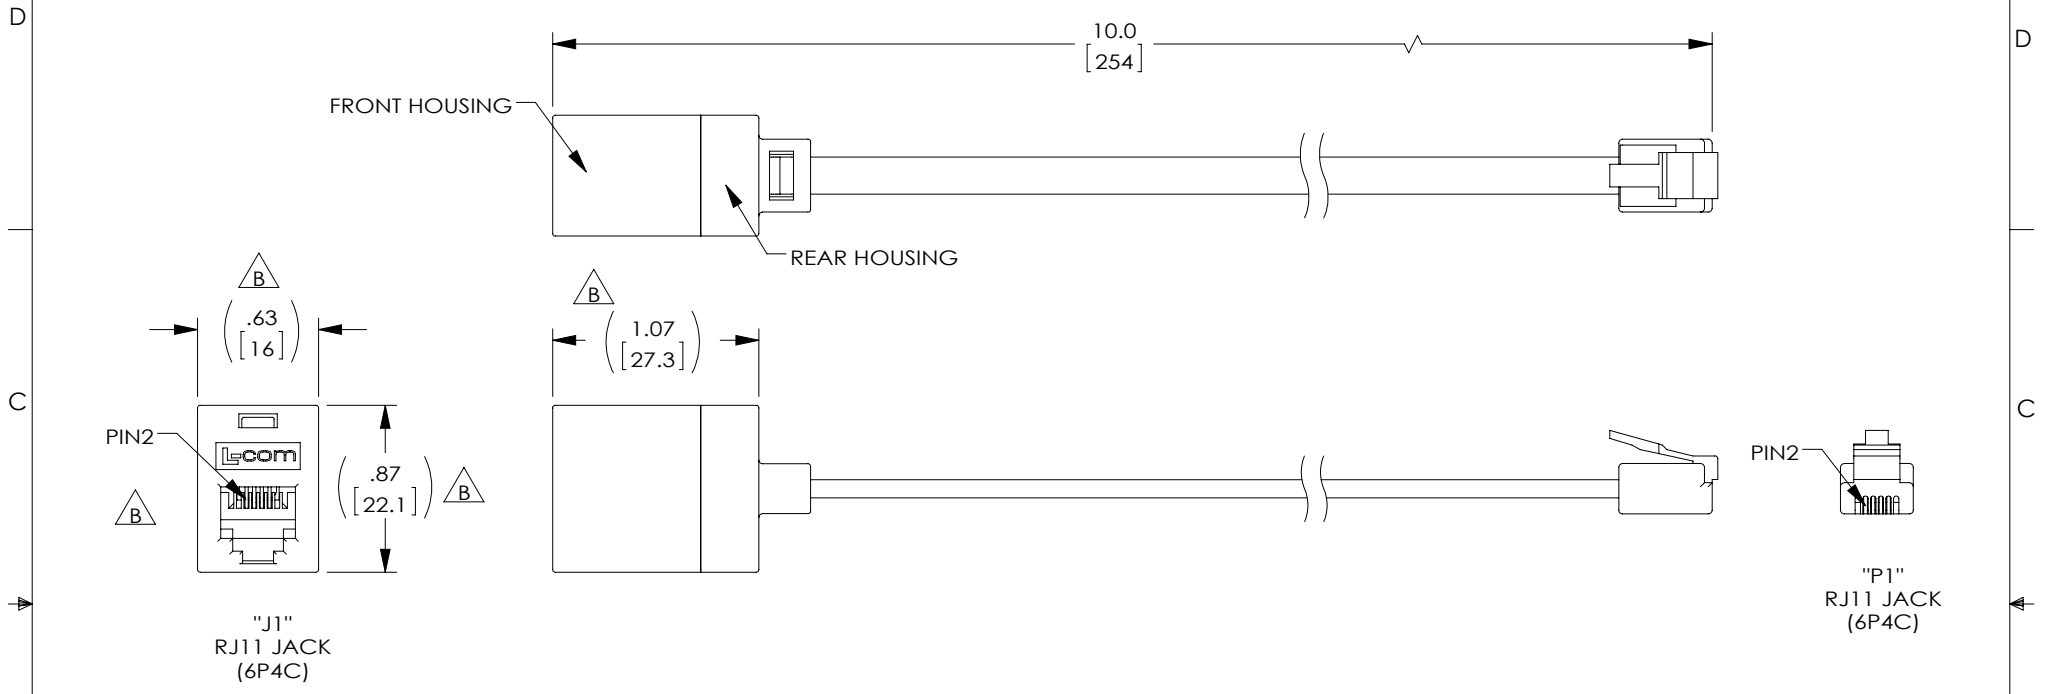 D
D
10.0
[254]
FRONT HOUSING
REAR HOUSING
B
(.63
[16])
B
(1.07
[27.3])
C
C
PIN2
L-com
(.87
[22.1])
B
B
PIN2
"J1"
RJ11 JACK
(6P4C)
"P1"
RJ11 JACK
(6P4C)